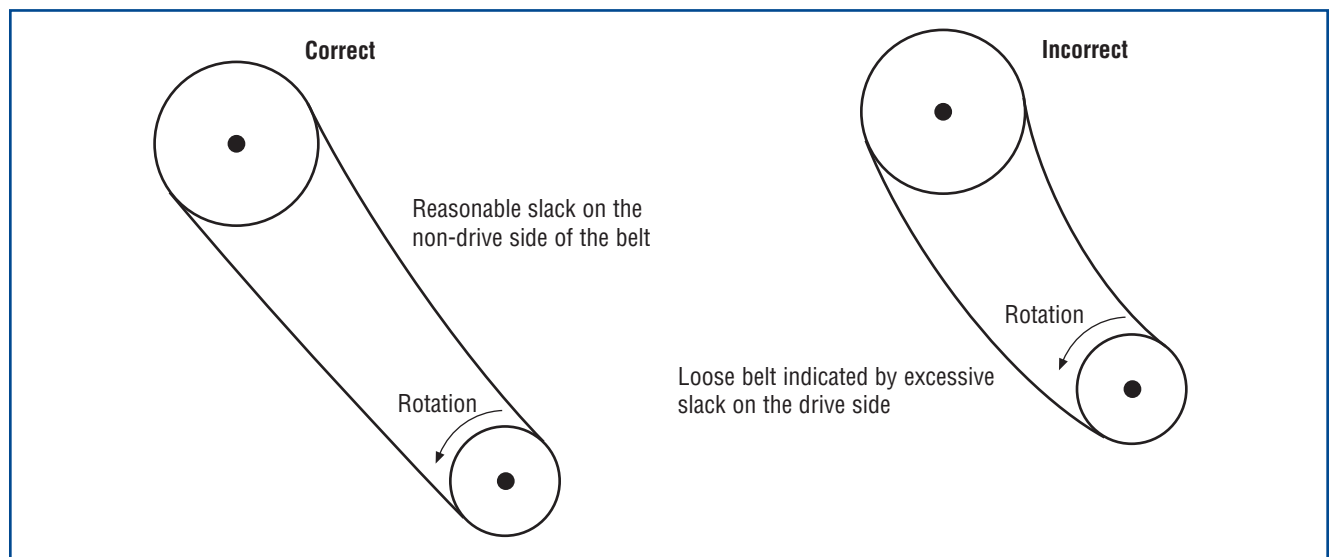 Correct
Reasonable slack on the
non-drive side of the belt
Rotation
Incorrect
Rotation
Loose belt indicated by excessive
slack on the drive side